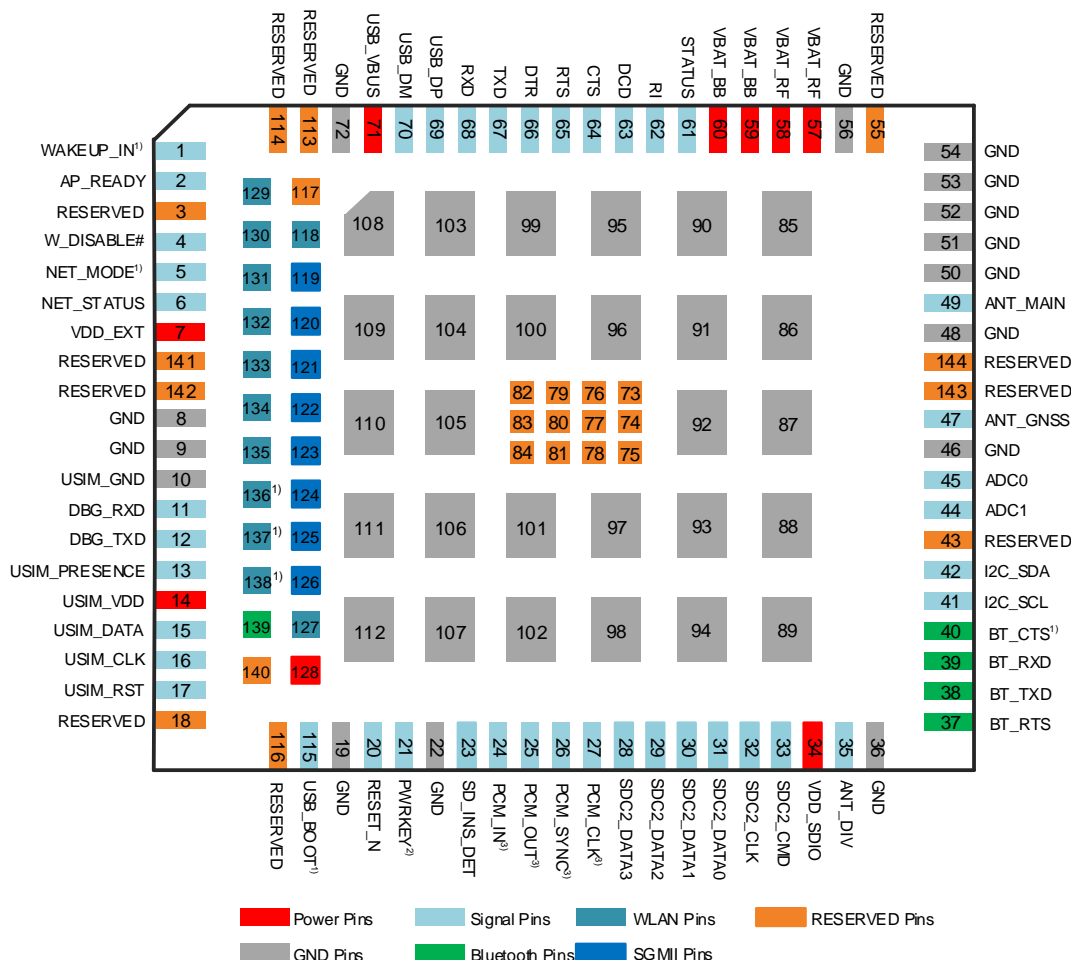 RESERVED
RESERVED
GND
USB_VBUS
USB_DM
USB_DP
RXD
TXD
DTR
RTS
CTS
DCD
RI
STATUS
VBAT_BB
VBAT_BB
VBAT_RF
VBAT_RF
GND
RESERVED
114
113
72
71
70
69
68
67
66
65
64
63
62
61
60
59
58
57
56
55
WAKEUP_IN1) 1
AP_READY 2
RESERVED 3
W_DISABLE# 4
NET_MODE1) 5
NET_STATUS 6
VDD_EXT 7
RESERVED 141
RESERVED 142
GND 8
GND 9
USIM_GND 10
DBG_RXD 11
DBG_TXD 12
USIM_PRESENCE 13
USIM_VDD 14
USIM_DATA 15
USIM_CLK 16
USIM_RST 17
RESERVED 18
129 117
130 118
131 119
132 120
133 121
134 122
135 123
1361) 124
1371) 125
1381) 126
139 127
140 128
108 103 99 95 90 85
109 104 100 96 91 86
110 105 92 87
82 79 76 73
83 80 77 74
84 81 78 75
111 106 101 97 93 88
112 107 102 98 94 89
54 GND
53 GND
52 GND
51 GND
50 GND
49 ANT_MAIN
48 GND
144 RESERVED
143 RESERVED
47 ANT_GNSS
46 GND
45 ADC0
44 ADC1
43 RESERVED
42 I2C_SDA
41 I2C_SCL
40 BT_CTS1)
39 BT_RXD
38 BT_TXD
37 BT_RTS
116
115
19
20
21
22
23
24
25
26
27
28
29
30
31
32
33
34
35
36
RESERVED
USB_BOOT1)
GND
RESET_N
PWRKEY2)
GND
SD_INS_DET
PCM_IN3)
PCM_OUT3)
PCM_SYNC3)
PCM_CLK3)
SDC2_DATA3
SDC2_DATA2
SDC2_DATA1
SDC2_DATA0
SDC2_CLK
SDC2_CMD
VDD_SDIO
ANT_DIV
GND
Power Pins Signal Pins WLAN Pins RESERVED Pins
GND Pins Bluetooth Pins SGMII Pins